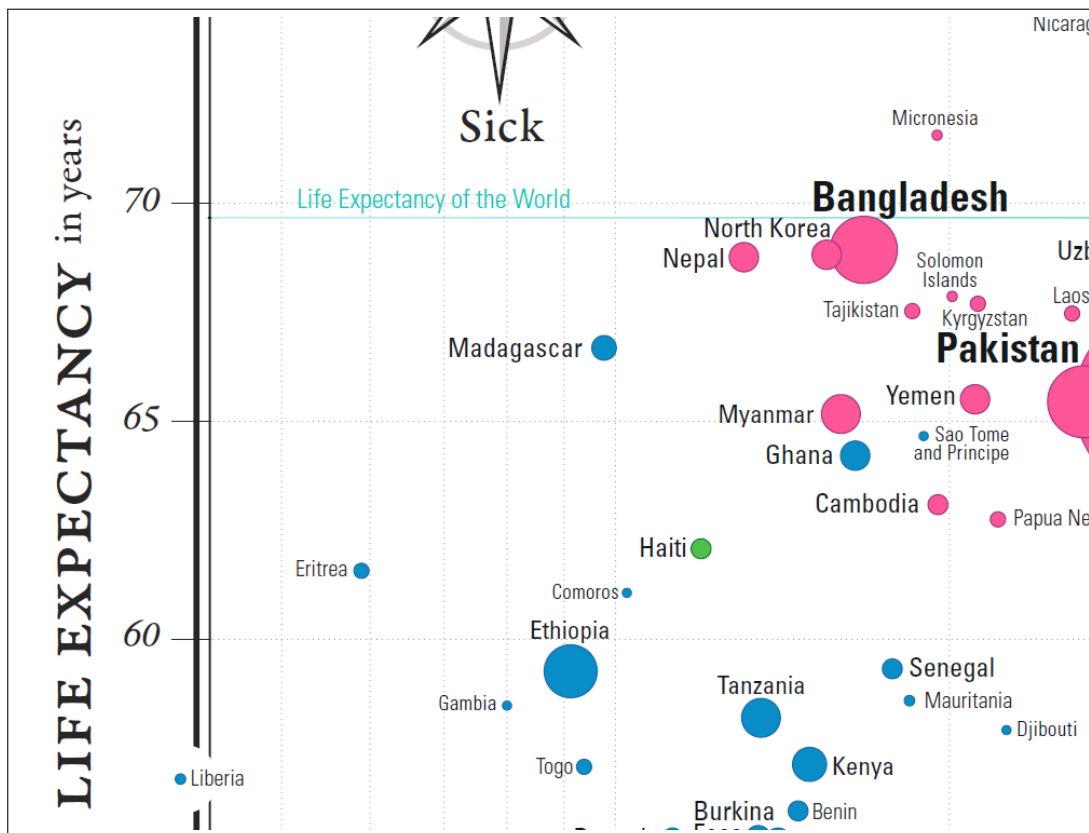 Nicarag
Sick
Micronesia
LIFE EXPECTANCY in years
70
Life Expectancy of the World
Bangladesh
North Korea
Nepal
Uzb
Solomon
Islands
Tajikistan
Laos
Kyrgyzstan
Madagascar
Pakistan
Yemen
Myanmar
65
Sao Tome
and Principe
Ghana
Cambodia
Papua Ne
Haiti
Eritrea
Comoros
60
Ethiopia
Senegal
Tanzania
Gambia
Mauritania
Djibouti
Togo
Kenya
Liberia
Burkina
Benin